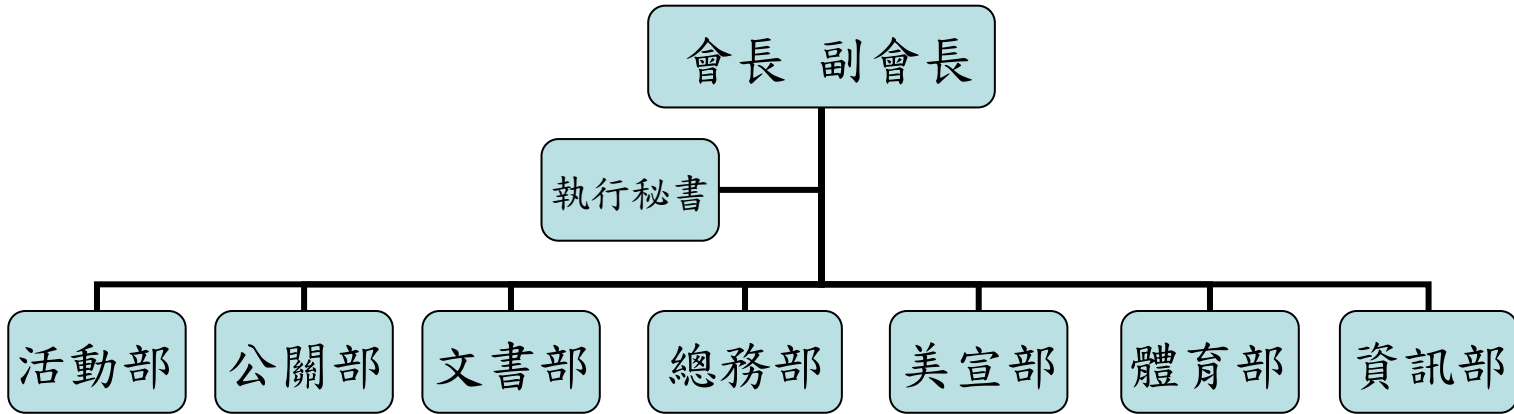 會長 副會長
執行秘書
活動部
公關部
文書部
總務部
美宣部
體育部
資訊部